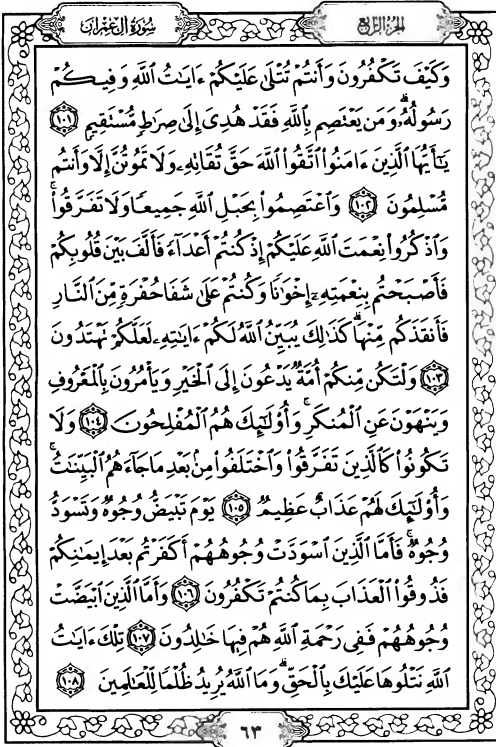 الجزء الرابع
سورة آل عمران
وَكَيْفَ تَكْفُرُونَ وَأَنتُمْ تُتْلَىٰ عَلَيْكُمْ ءَايَٰتُ ٱللَّهِ وَفِيكُمْ
رَسُولُهُۥۗ وَمَن يَعْتَصِم بِٱللَّهِ فَقَدْ هُدِىَ إِلَىٰ صِرَٰطٍ مُّسْتَقِيمٍ ١٠١
يَٰٓأَيُّهَا ٱلَّذِينَ ءَامَنُوا۟ ٱتَّقُوا۟ ٱللَّهَ حَقَّ تُقَاتِهِۦ وَلَا تَمُوتُنَّ إِلَّا وَأَنتُم
مُّسْلِمُونَ ١٠٢ وَٱعْتَصِمُوا۟ بِحَبْلِ ٱللَّهِ جَمِيعًا وَلَا تَفَرَّقُوا۟ۚ
وَٱذْكُرُوا۟ نِعْمَتَ ٱللَّهِ عَلَيْكُمْ إِذْ كُنتُمْ أَعْدَآءً فَأَلَّفَ بَيْنَ قُلُوبِكُمْ
فَأَصْبَحْتُم بِنِعْمَتِهِۦٓ إِخْوَٰنًا وَكُنتُمْ عَلَىٰ شَفَا حُفْرَةٍ مِّنَ ٱلنَّارِ
فَأَنقَذَكُم مِّنْهَاۗ كَذَٰلِكَ يُبَيِّنُ ٱللَّهُ لَكُمْ ءَايَٰتِهِۦ لَعَلَّكُمْ تَهْتَدُونَ
١٠٣ وَلْتَكُن مِّنكُمْ أُمَّةٌ يَدْعُونَ إِلَى ٱلْخَيْرِ وَيَأْمُرُونَ بِٱلْمَعْرُوفِ
وَيَنْهَوْنَ عَنِ ٱلْمُنكَرِۚ وَأُو۟لَٰٓئِكَ هُمُ ٱلْمُفْلِحُونَ ١٠٤ وَلَا
تَكُونُوا۟ كَٱلَّذِينَ تَفَرَّقُوا۟ وَٱخْتَلَفُوا۟ مِنۢ بَعْدِ مَا جَآءَهُمُ ٱلْبَيِّنَٰتُۚ
وَأُو۟لَٰٓئِكَ لَهُمْ عَذَابٌ عَظِيمٌ ١٠٥ يَوْمَ تَبْيَضُّ وُجُوهٌ وَتَسْوَدُّ
وُجُوهٌۚ فَأَمَّا ٱلَّذِينَ ٱسْوَدَّتْ وُجُوهُهُمْ أَكَفَرْتُم بَعْدَ إِيمَٰنِكُمْ
فَذُوقُوا۟ ٱلْعَذَابَ بِمَا كُنتُمْ تَكْفُرُونَ ١٠٦ وَأَمَّا ٱلَّذِينَ ٱبْيَضَّتْ
وُجُوهُهُمْ فَفِى رَحْمَةِ ٱللَّهِ هُمْ فِيهَا خَٰلِدُونَ ١٠٧ تِلْكَ ءَايَٰتُ
ٱللَّهِ نَتْلُوهَا عَلَيْكَ بِٱلْحَقِّۗ وَمَا ٱللَّهُ يُرِيدُ ظُلْمًا لِّلْعَٰلَمِينَ ١٠٨
٦٣